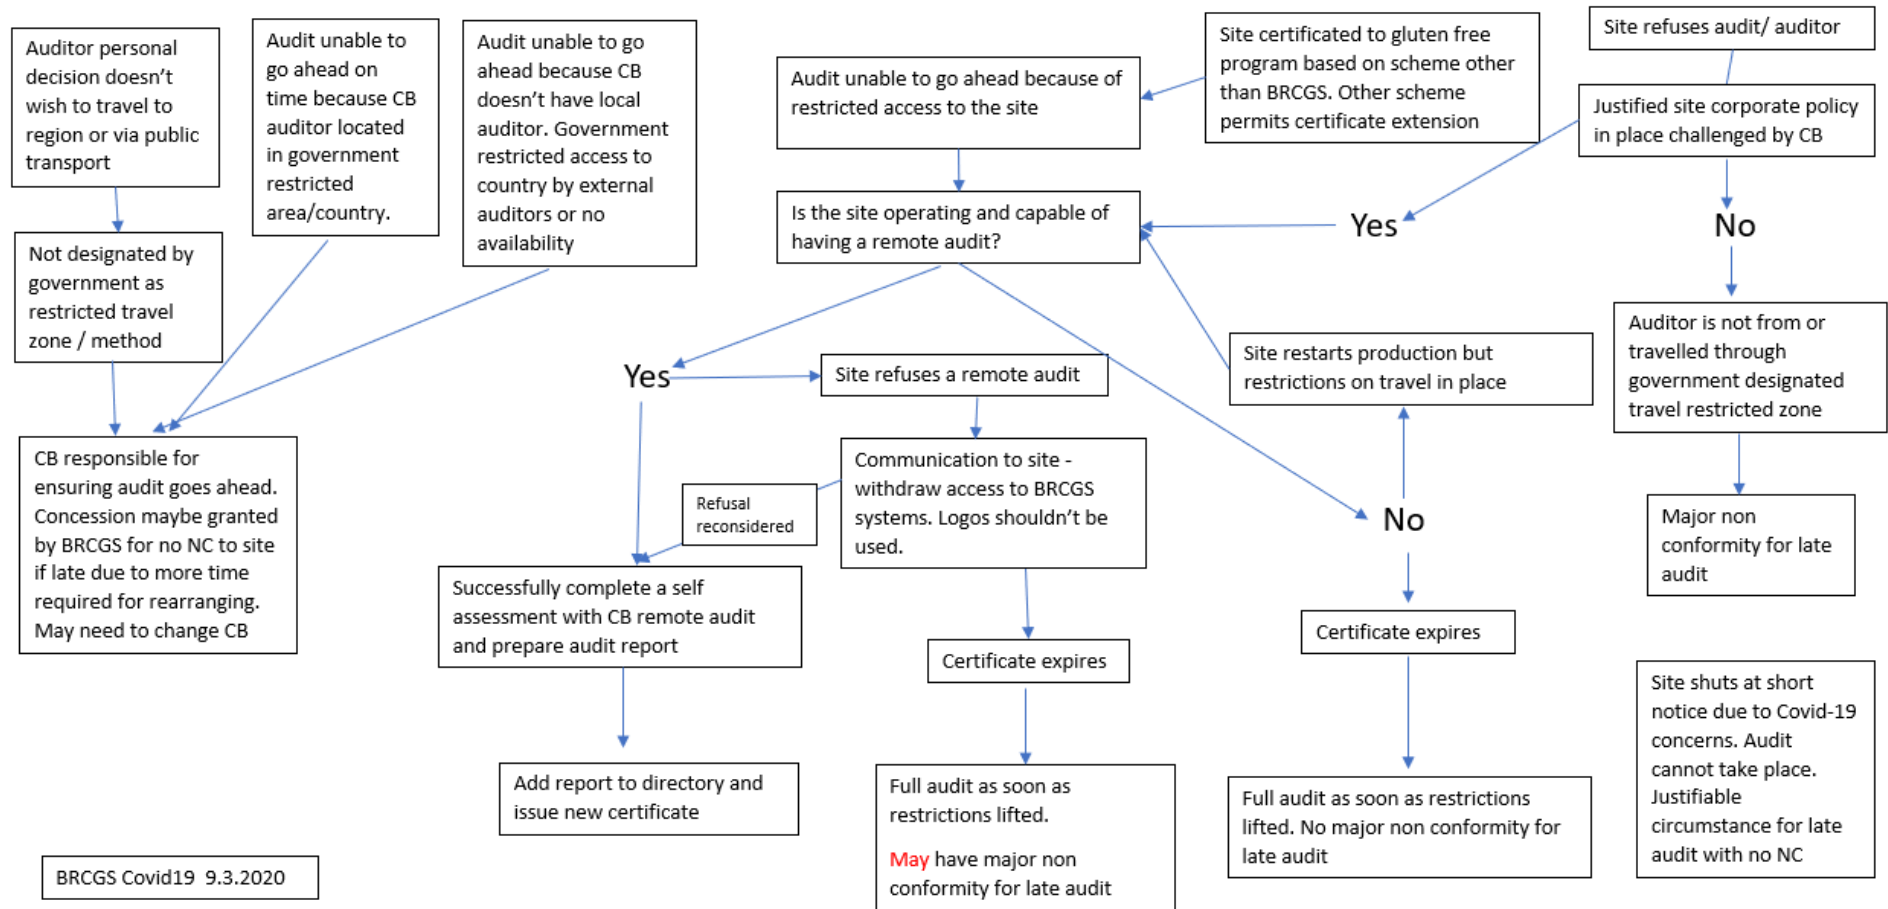 Auditor personal
decision doesn't
wish to travel to
region or via public
transport
Audit unable to
go ahead on
time because CB
auditor located
in government
restricted
area/country.
Audit unable to go
ahead because CB
doesn't have local
auditor. Government
restricted access to
country by external
auditors or no
availability
Audit unable to go ahead because of
restricted access to the site
Site certificated to gluten free
program based on scheme other
than BRCGS. Other scheme
permits certificate extension
Site refuses audit/ auditor
Justified site corporate policy
in place challenged by CB
Not designated by
government as
restricted travel
zone / method
Is the site operating and capable of
having a remote audit?
Yes
No
Yes
Site refuses a remote audit
Site restarts production but
restrictions on travel in place
Auditor is not from or
travelled through
government designated
travel restricted zone
CB responsible for
ensuring audit goes ahead.
Concession maybe granted
by BRCGS for no NC to site
if late due to more time
required for rearranging.
May need to change CB
Refusal
reconsidered
Communication to site -
withdraw access to BRCGS
systems. Logos shouldn't be
used.
No
Major non
conformity for late
audit
Successfully complete a self
assessment with CB remote audit
and prepare audit report
Certificate expires
Certificate expires
Site shuts at short
notice due to Covid-19
concerns. Audit
cannot take place.
Justifiable
circumstance for late
audit with no NC
Add report to directory and
issue new certificate
Full audit as soon as
restrictions lifted.
May have major non
conformity for late audit
Full audit as soon as restrictions
lifted. No major non conformity for
late audit
BRCGS Covid19  9.3.2020